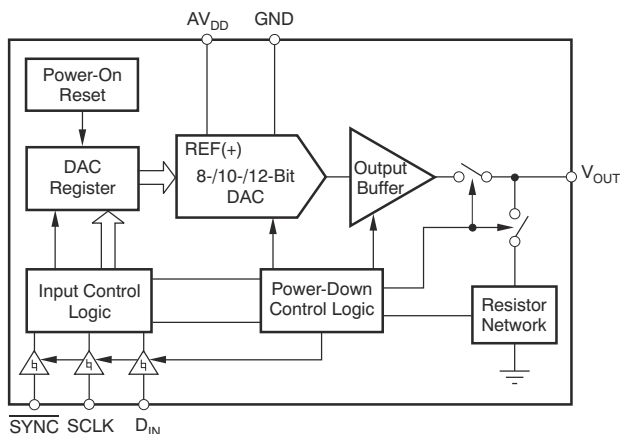 AVDD GND
Power-On
Reset
DAC
Register
REF(+)
8-/10-/12-Bit
DAC
Output
Buffer
VOUT
Input Control
Logic
Power-Down
Control Logic
Resistor
Network
SYNC SCLK DIN